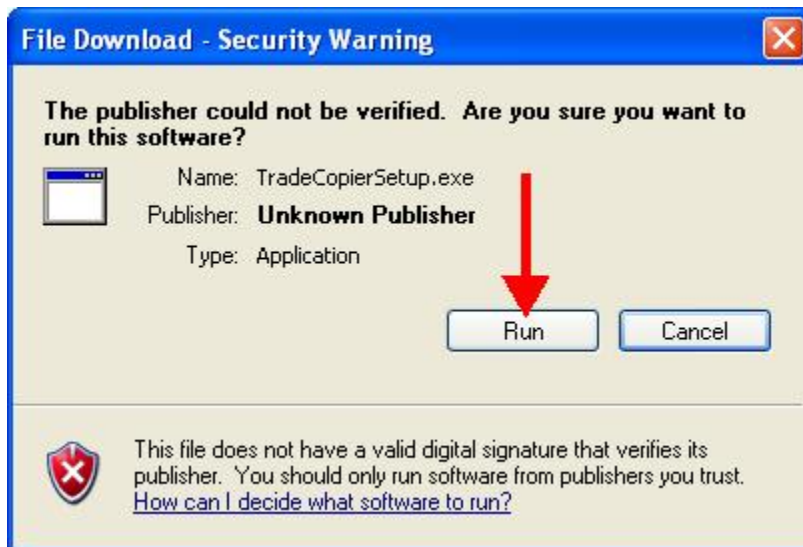 File Download - Security Warning
The publisher could not be verified. Are you sure you want to
run this software?
Name: TradeCopierSetup.exe
Publisher: Unknown Publisher
Type: Application
Run Cancel
This file does not have a valid digital signature that verifies its
publisher. You should only run software from publishers you trust.
How can I decide what software to run?